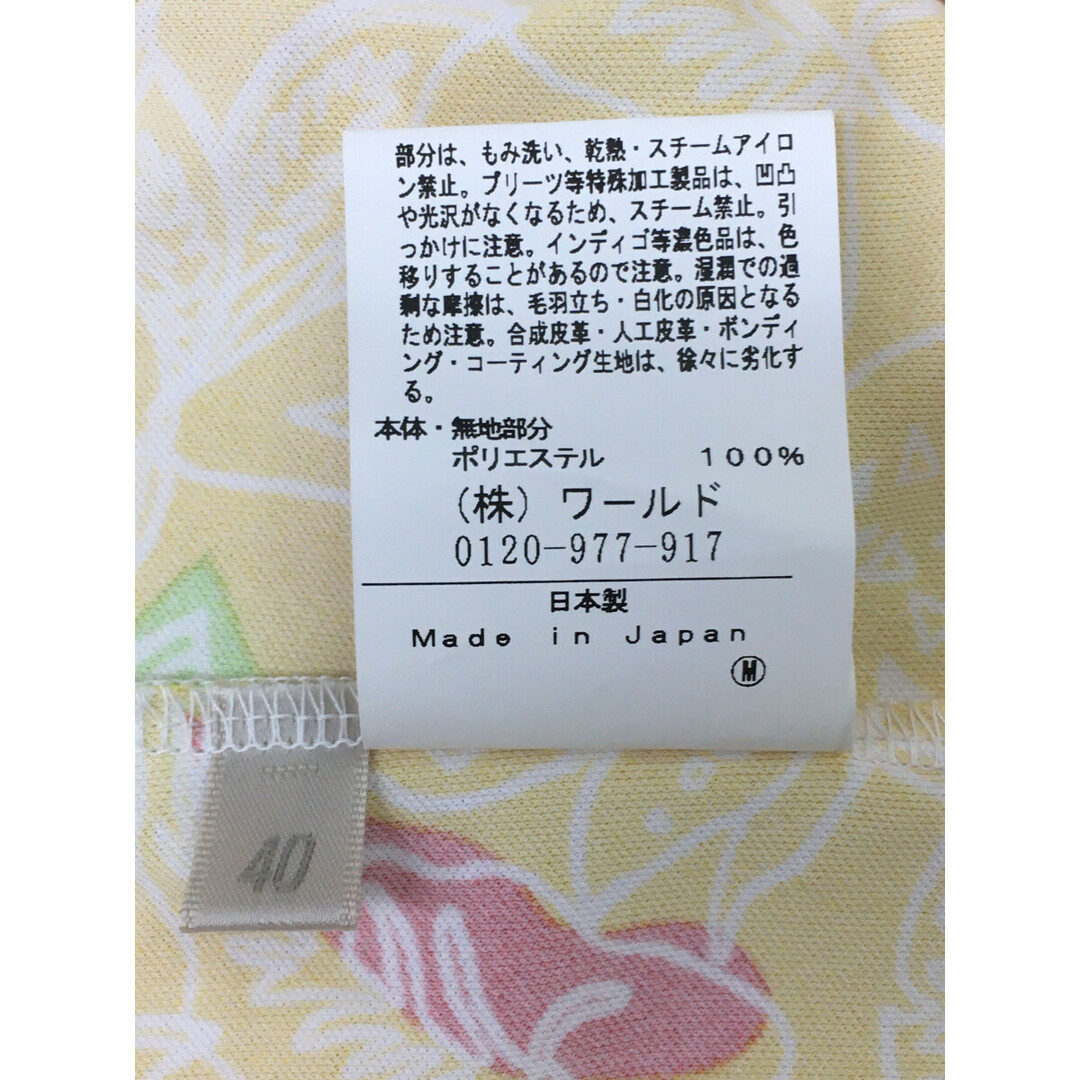 部分は、もみ洗い、乾熱・スチームアイロ
ン禁止。プリーツ等特殊加工製品は、凹凸
や光沢がなくなるため、スチーム禁止。引
っかけに注意。インディゴ等濃色品は、色
移りすることがあるので注意。湿潤での過
剰な摩擦は、毛羽立ち・白化の原因となる
ため注意。合成皮革・人工皮革・ボンディ
ング・コーティング生地は、徐々に劣化す
る。
本体・無地部分
ポリエステル 100%
(株) ワールド
0120-977-917
日本製
Made in Japan
Ⓜ
40